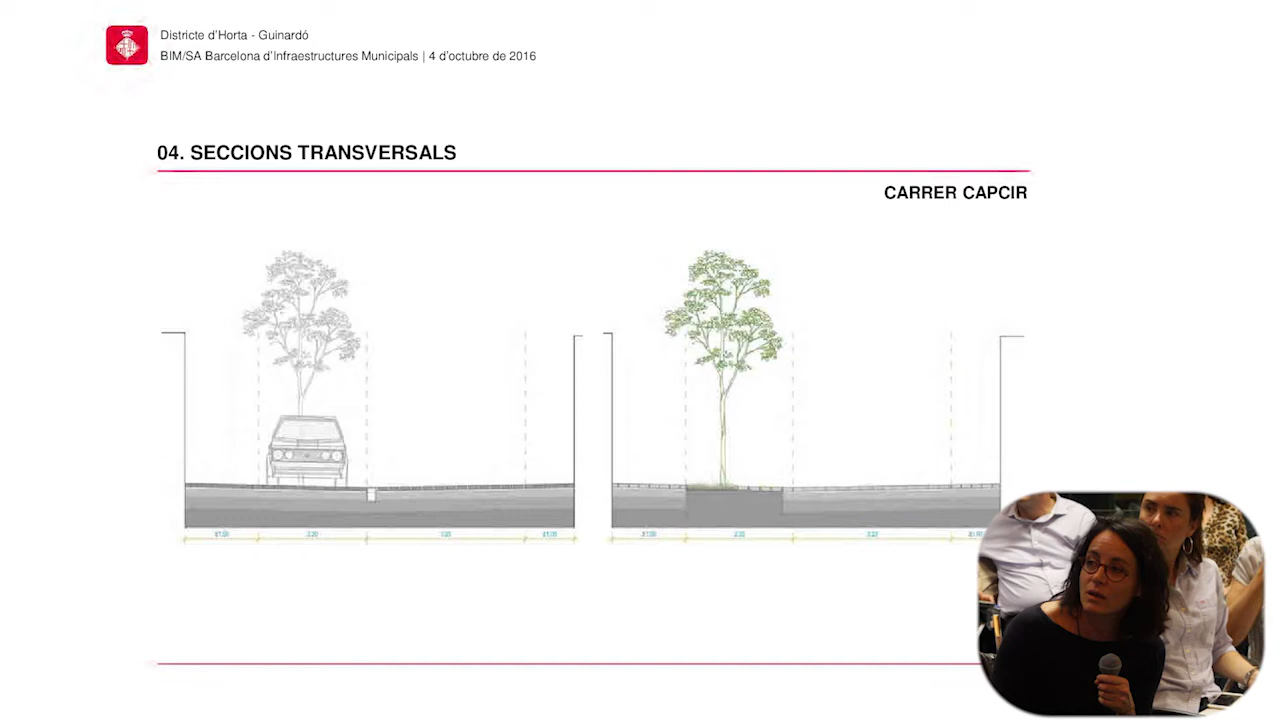 Districte d'Horta - Guinardó
BIM/SA Barcelona d'Infraestructures Municipals | 4 d'octubre de 2016
04. SECCIONS TRANSVERSALS
CARRER CAPCIR